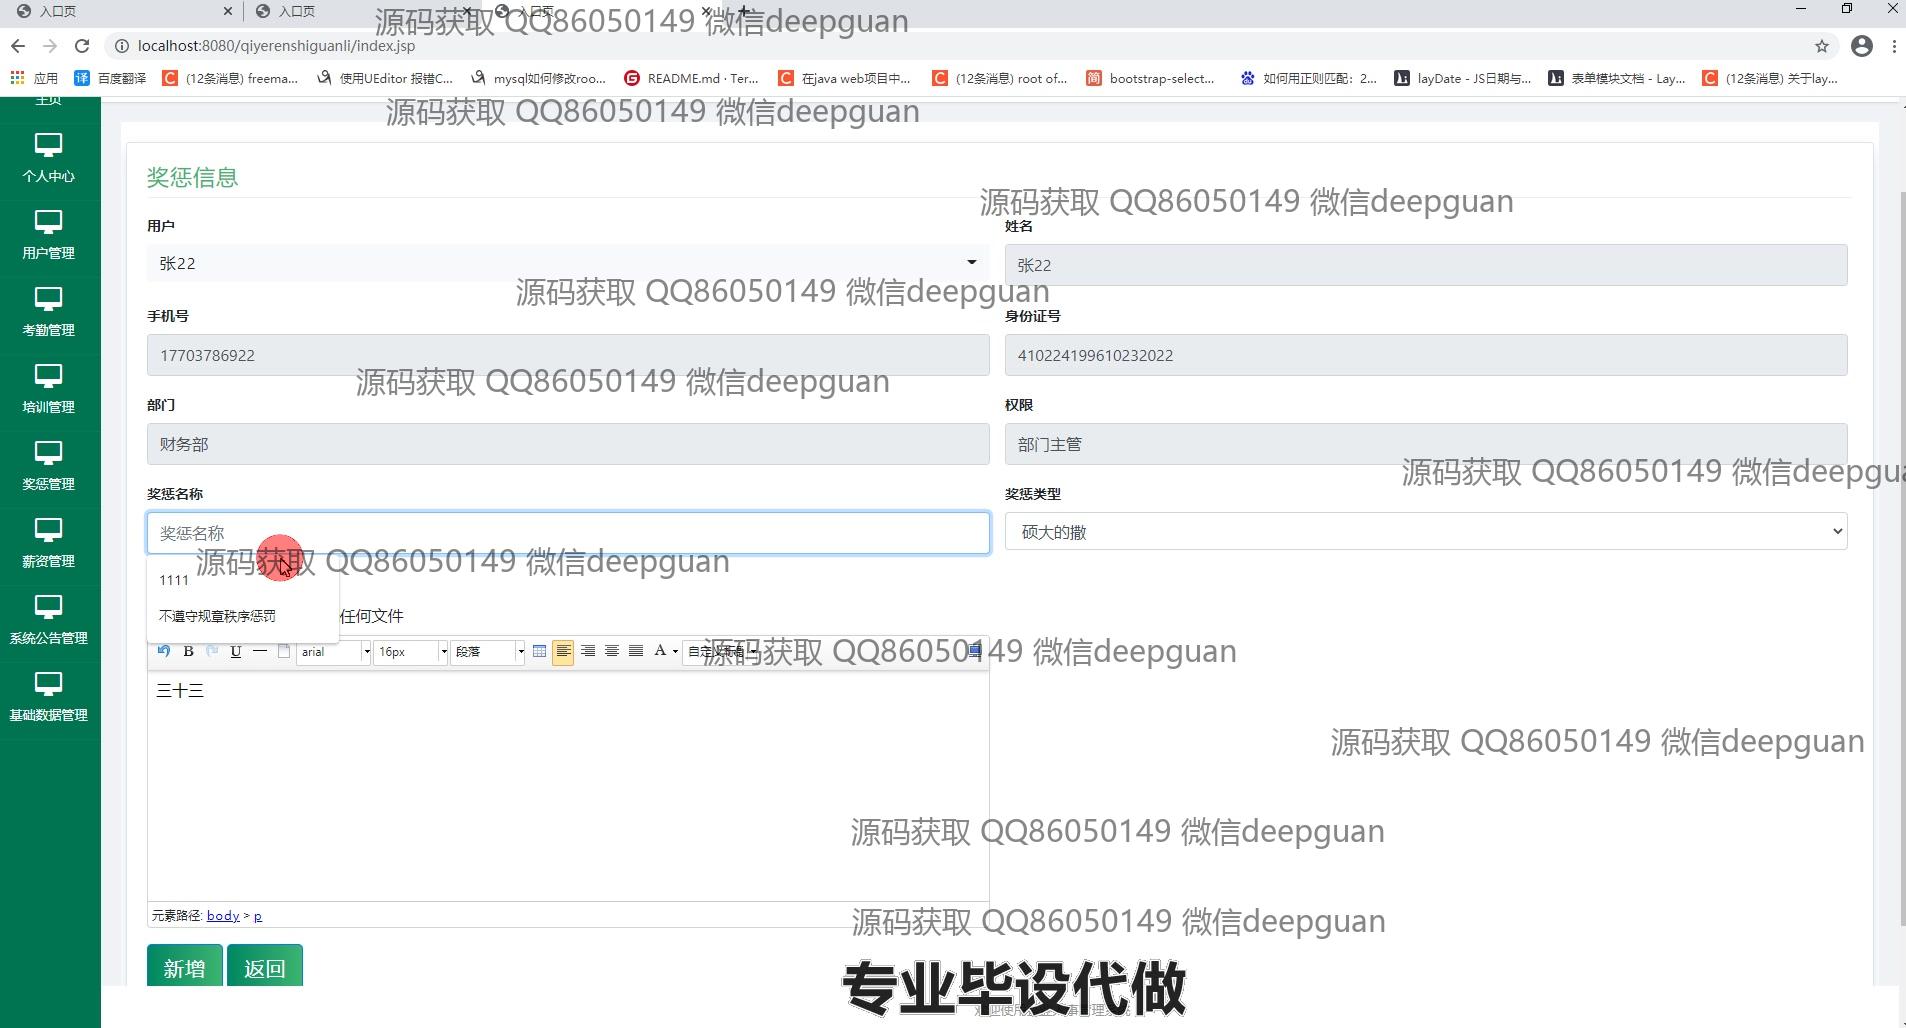 入口页
入口页
入口页
源码获取 QQ86050149 微信deepguan
localhost:8080/qiyerenshiguanli/index.jsp
应用
百度翻译
(12条消息) freema...
使用UEditor 报错C...
mysql如何修改roo...
README.md · Ter...
在java web项目中...
(12条消息) root of...
bootstrap-select...
如何用正则匹配：2...
layDate - JS日期与...
表单模块文档 - Lay...
(12条消息) 关于lay...
主页
源码获取 QQ86050149 微信deepguan
个人中心
用户管理
考勤管理
培训管理
奖惩管理
薪资管理
系统公告管理
基础数据管理
奖惩信息
源码获取 QQ86050149 微信deepguan
用户
姓名
张22
张22
源码获取 QQ86050149 微信deepguan
手机号
身份证号
17703786922
410224199610232022
源码获取 QQ86050149 微信deepguan
部门
权限
财务部
部门主管
源码获取 QQ86050149 微信deepgua
奖惩名称
奖惩类型
奖惩名称
硕大的撒
源码获取 QQ86050149 微信deepguan
1111
不遵守规章秩序惩罚
任何文件
arial
16px
段落
自定义标题
源码获取 QQ86050149 微信deepguan
三十三
源码获取 QQ86050149 微信deepguan
源码获取 QQ86050149 微信deepguan
元素路径: body > p
源码获取 QQ86050149 微信deepguan
新增
返回
专业毕设代做